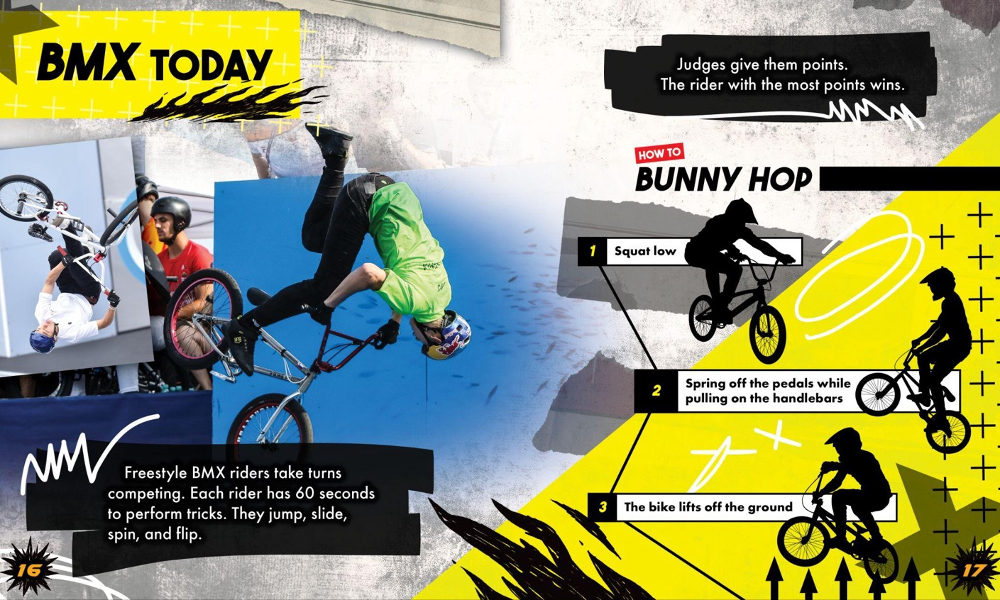 BMX TODAY
Freestyle BMX riders take turns
competing. Each rider has 60 seconds
to perform tricks. They jump, slide,
spin, and flip.
16
Judges give them points.
The rider with the most points wins.
HOW TO
BUNNY HOP
1 Squat low
2 Spring off the pedals while
pulling on the handlebars
3 The bike lifts off the ground
17